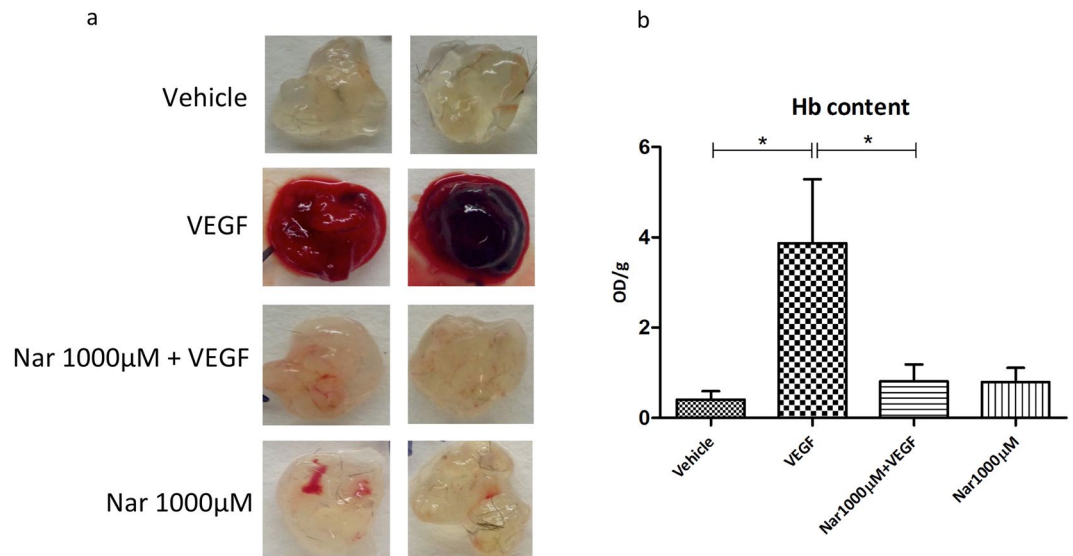 a
Vehicle
VEGF
Nar 1000µM + VEGF
Nar 1000µM
b
Hb content
* *
6
4
2
0
OD/g
Vehicle
VEGF
Nar1000µM+VEGF
Nar1000µM